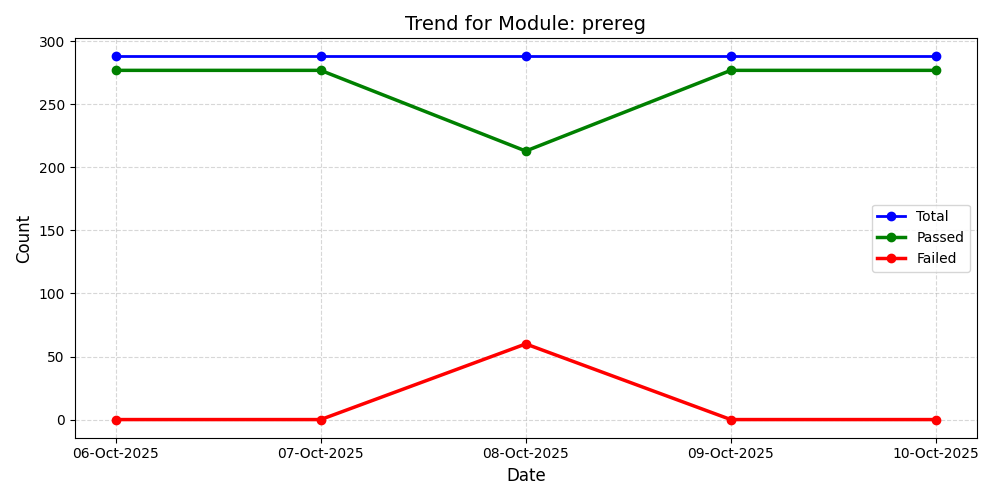 Trend for Module: prereg
300
250
200
150
100
50
0
Count
Total
Passed
Failed
06-Oct-2025
07-Oct-2025
08-Oct-2025
09-Oct-2025
10-Oct-2025
Date